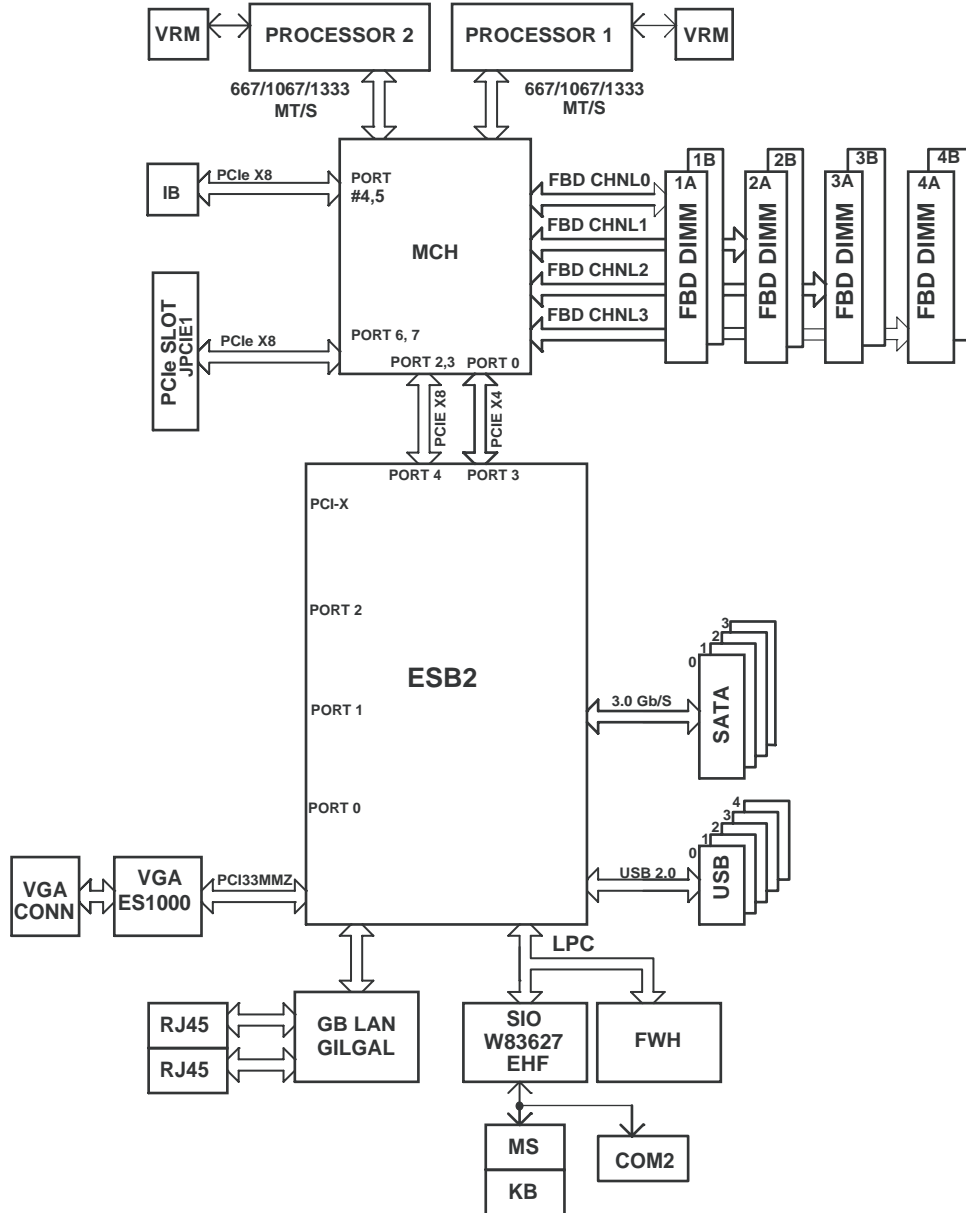 VRM
PROCESSOR 2
PROCESSOR 1
VRM
667/1067/1333
MT/S
667/1067/1333
MT/S
IB
PCIe X8
PORT
#4,5
MCH
FBD CHNL0
FBD CHNL1
FBD CHNL2
FBD CHNL3
1B
2B
3B
4B
1A
2A
3A
4A
FBD DIMM
FBD DIMM
FBD DIMM
FBD DIMM
PCIe SLOT
JPCIE1
PCIe X8
PORT 6, 7
PORT 2,3
PORT 0
PCIE X8
PCIE X4
PORT 4
PORT 3
PCI-X
PORT 2
ESB2
PORT 1
PORT 0
3.0 Gb/S
3
2
1
0
SATA
USB 2.0
4
3
2
1
0
USB
VGA
CONN
VGA
ES1000
PCI33MMZ
LPC
RJ45
RJ45
GB LAN
GILGAL
SIO
W83627
EHF
FWH
MS
KB
COM2